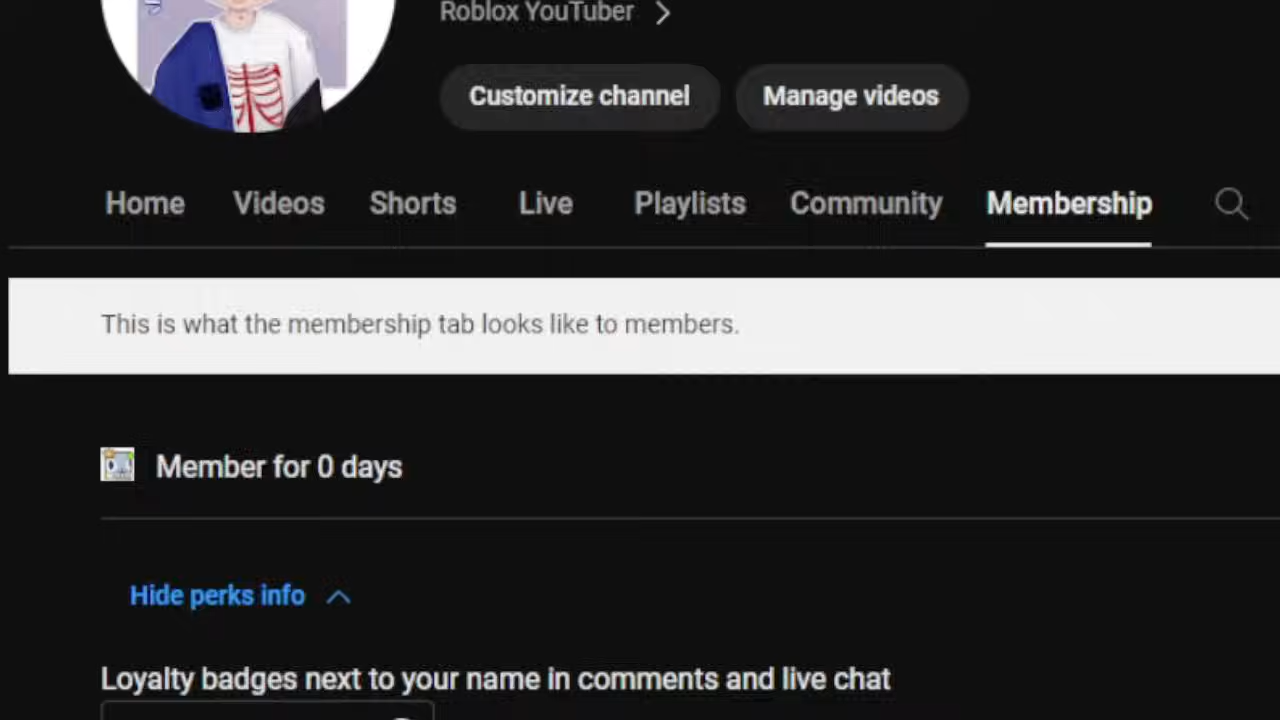 Roblox YouTuber
Customize channel
Manage videos
Home
Videos
Shorts
Live
Playlists
Community
Membership
This is what the membership tab looks like to members.
Member for 0 days
Hide perks info
Loyalty badges next to your name in comments and live chat